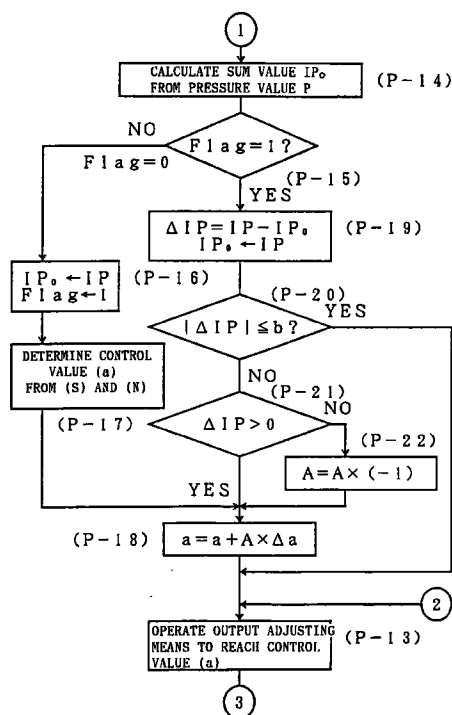 1
CALCULATE SUM VALUE IP₀
FROM PRESSURE VALUE P
(P-14)
NO
Flag=0
Flag=1?
(P-15)
YES
ΔIP=IP-IP₀
IP₀←IP
(P-19)
(P-16)
IP₀←IP
Flag←1
(P-20)
YES
|ΔIP|≦b?
DETERMINE CONTROL
VALUE (a)
FROM (S) AND (N)
(P-17)
NO
(P-21)
NO
ΔIP>0
(P-22)
A=A×(-1)
YES
(P-18)
a=a+A×Δa
2
OPERATE OUTPUT ADJUSTING
MEANS TO REACH CONTROL
VALUE (a)
(P-13)
3